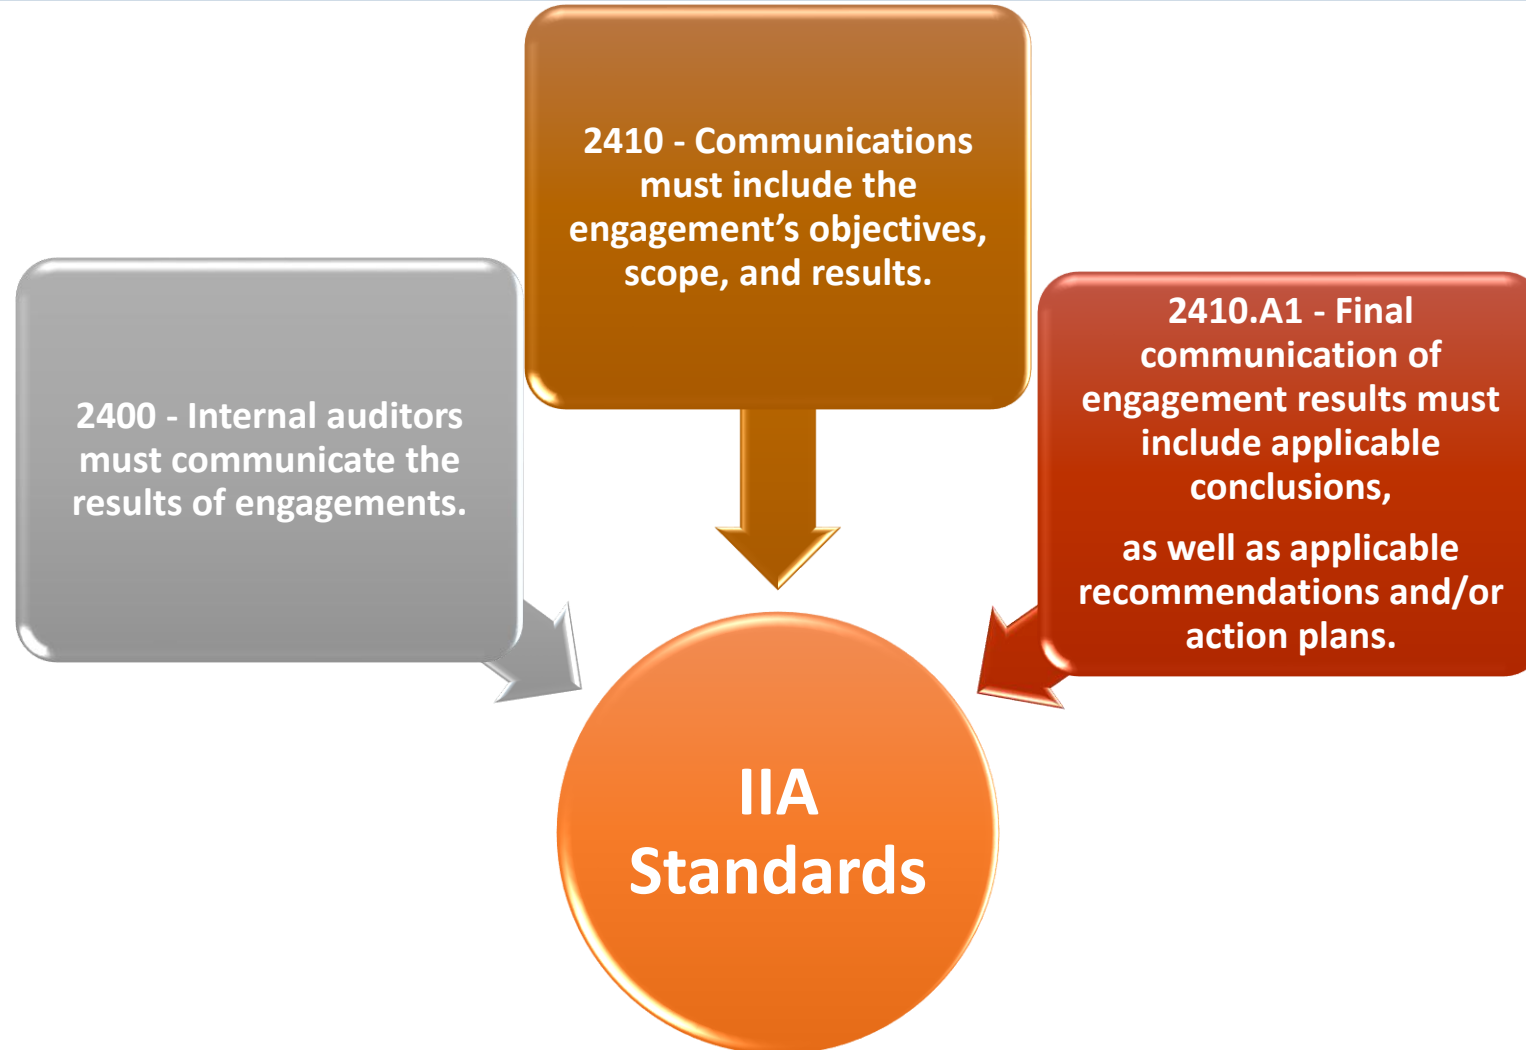 2410 - Communications
must include the
engagement’s objectives,
scope, and results.
2400 - Internal auditors
must communicate the
results of engagements.
2410.A1 - Final
communication of
engagement results must
include applicable
conclusions,
as well as applicable
recommendations and/or
action plans.
IIA
Standards